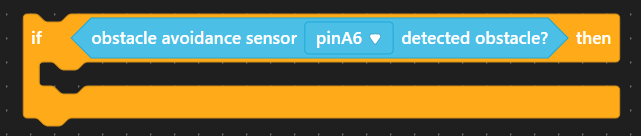 if obstacle avoidance sensor pinA6 detected obstacle? then